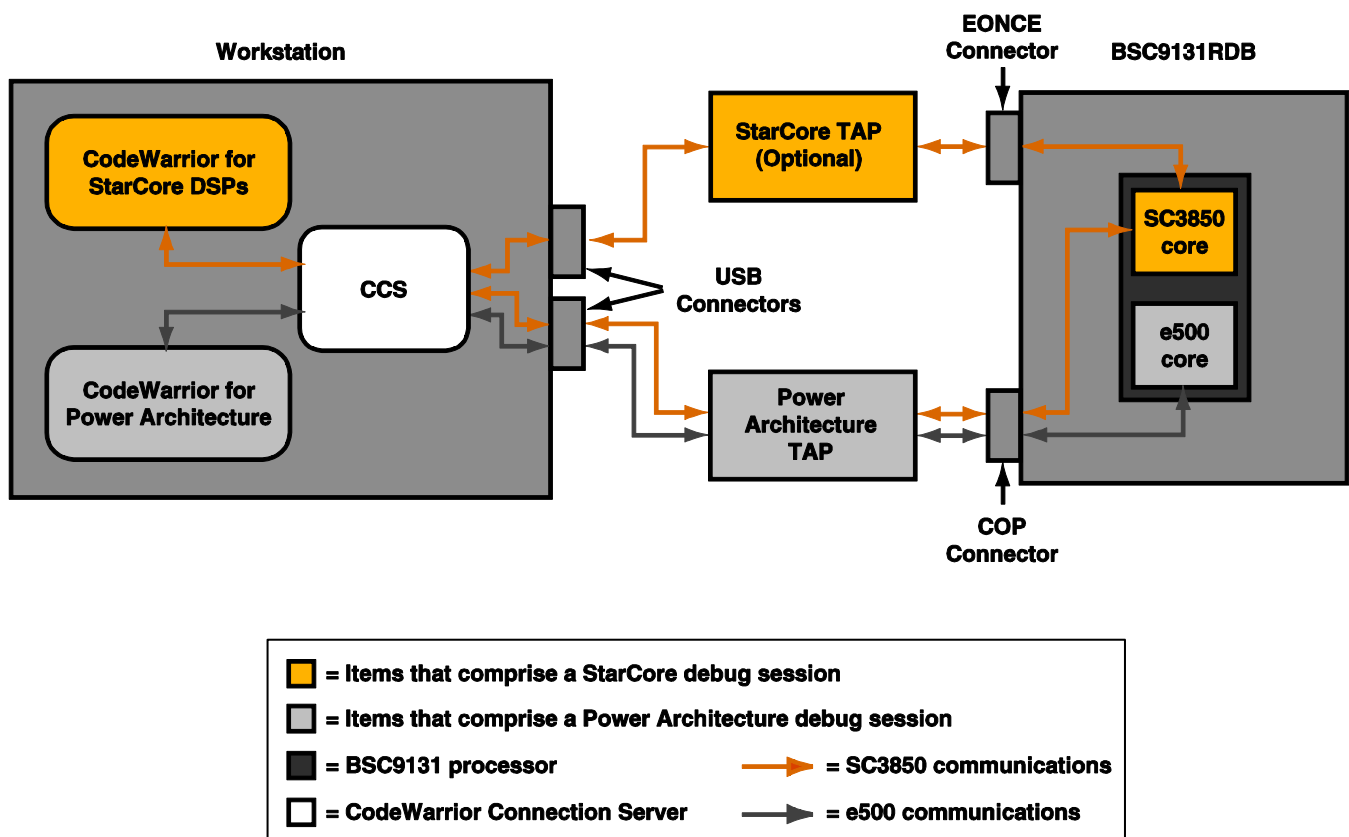 Workstation
EONCE
Connector
BSC9131RDB
CodeWarrior for
StarCore DSPs
StarCore TAP
(Optional)
SC3850
core
CCS
USB
Connectors
e500
core
CodeWarrior for
Power Architecture
Power
Architecture
TAP
COP
Connector
= Items that comprise a StarCore debug session
= Items that comprise a Power Architecture debug session
= BSC9131 processor
= SC3850 communications
= CodeWarrior Connection Server
= e500 communications